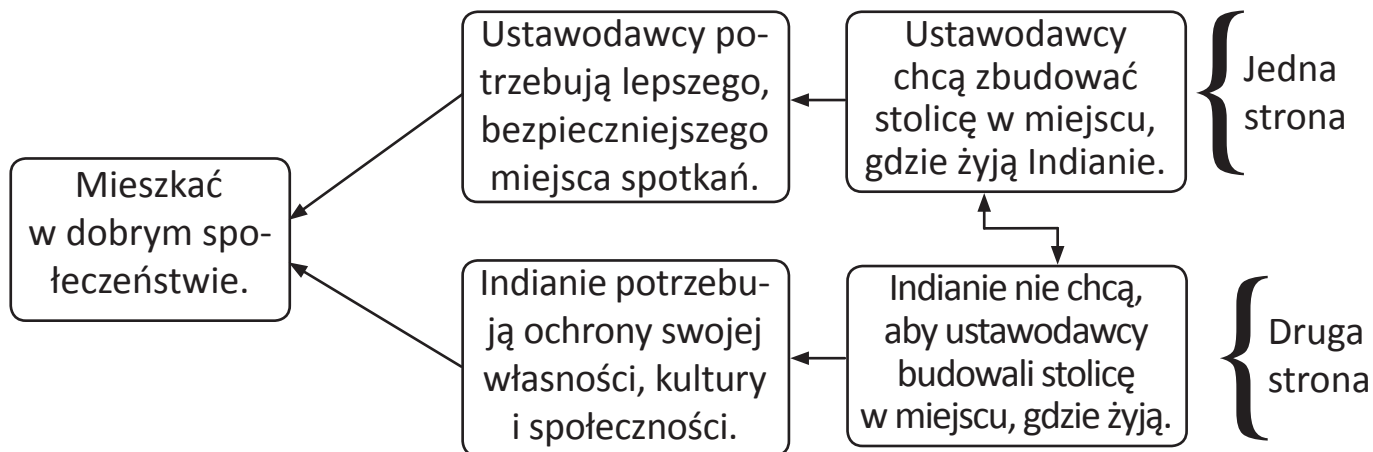 Mieszkać
w dobrym spo-
łeczeństwie.
Ustawodawcy po-
trzebują lepszego,
bezpieczniejszego
miejsca spotkań.
Ustawodawcy
chcą zbudować
stolicę w miejscu,
gdzie żyją Indianie.
Jedna
strona
Indianie potrzebu-
ją ochrony swojej
własności, kultury
i społeczności.
Indianie nie chcą,
aby ustawodawcy
budowali stolicę
w miejscu, gdzie żyją.
Druga
strona